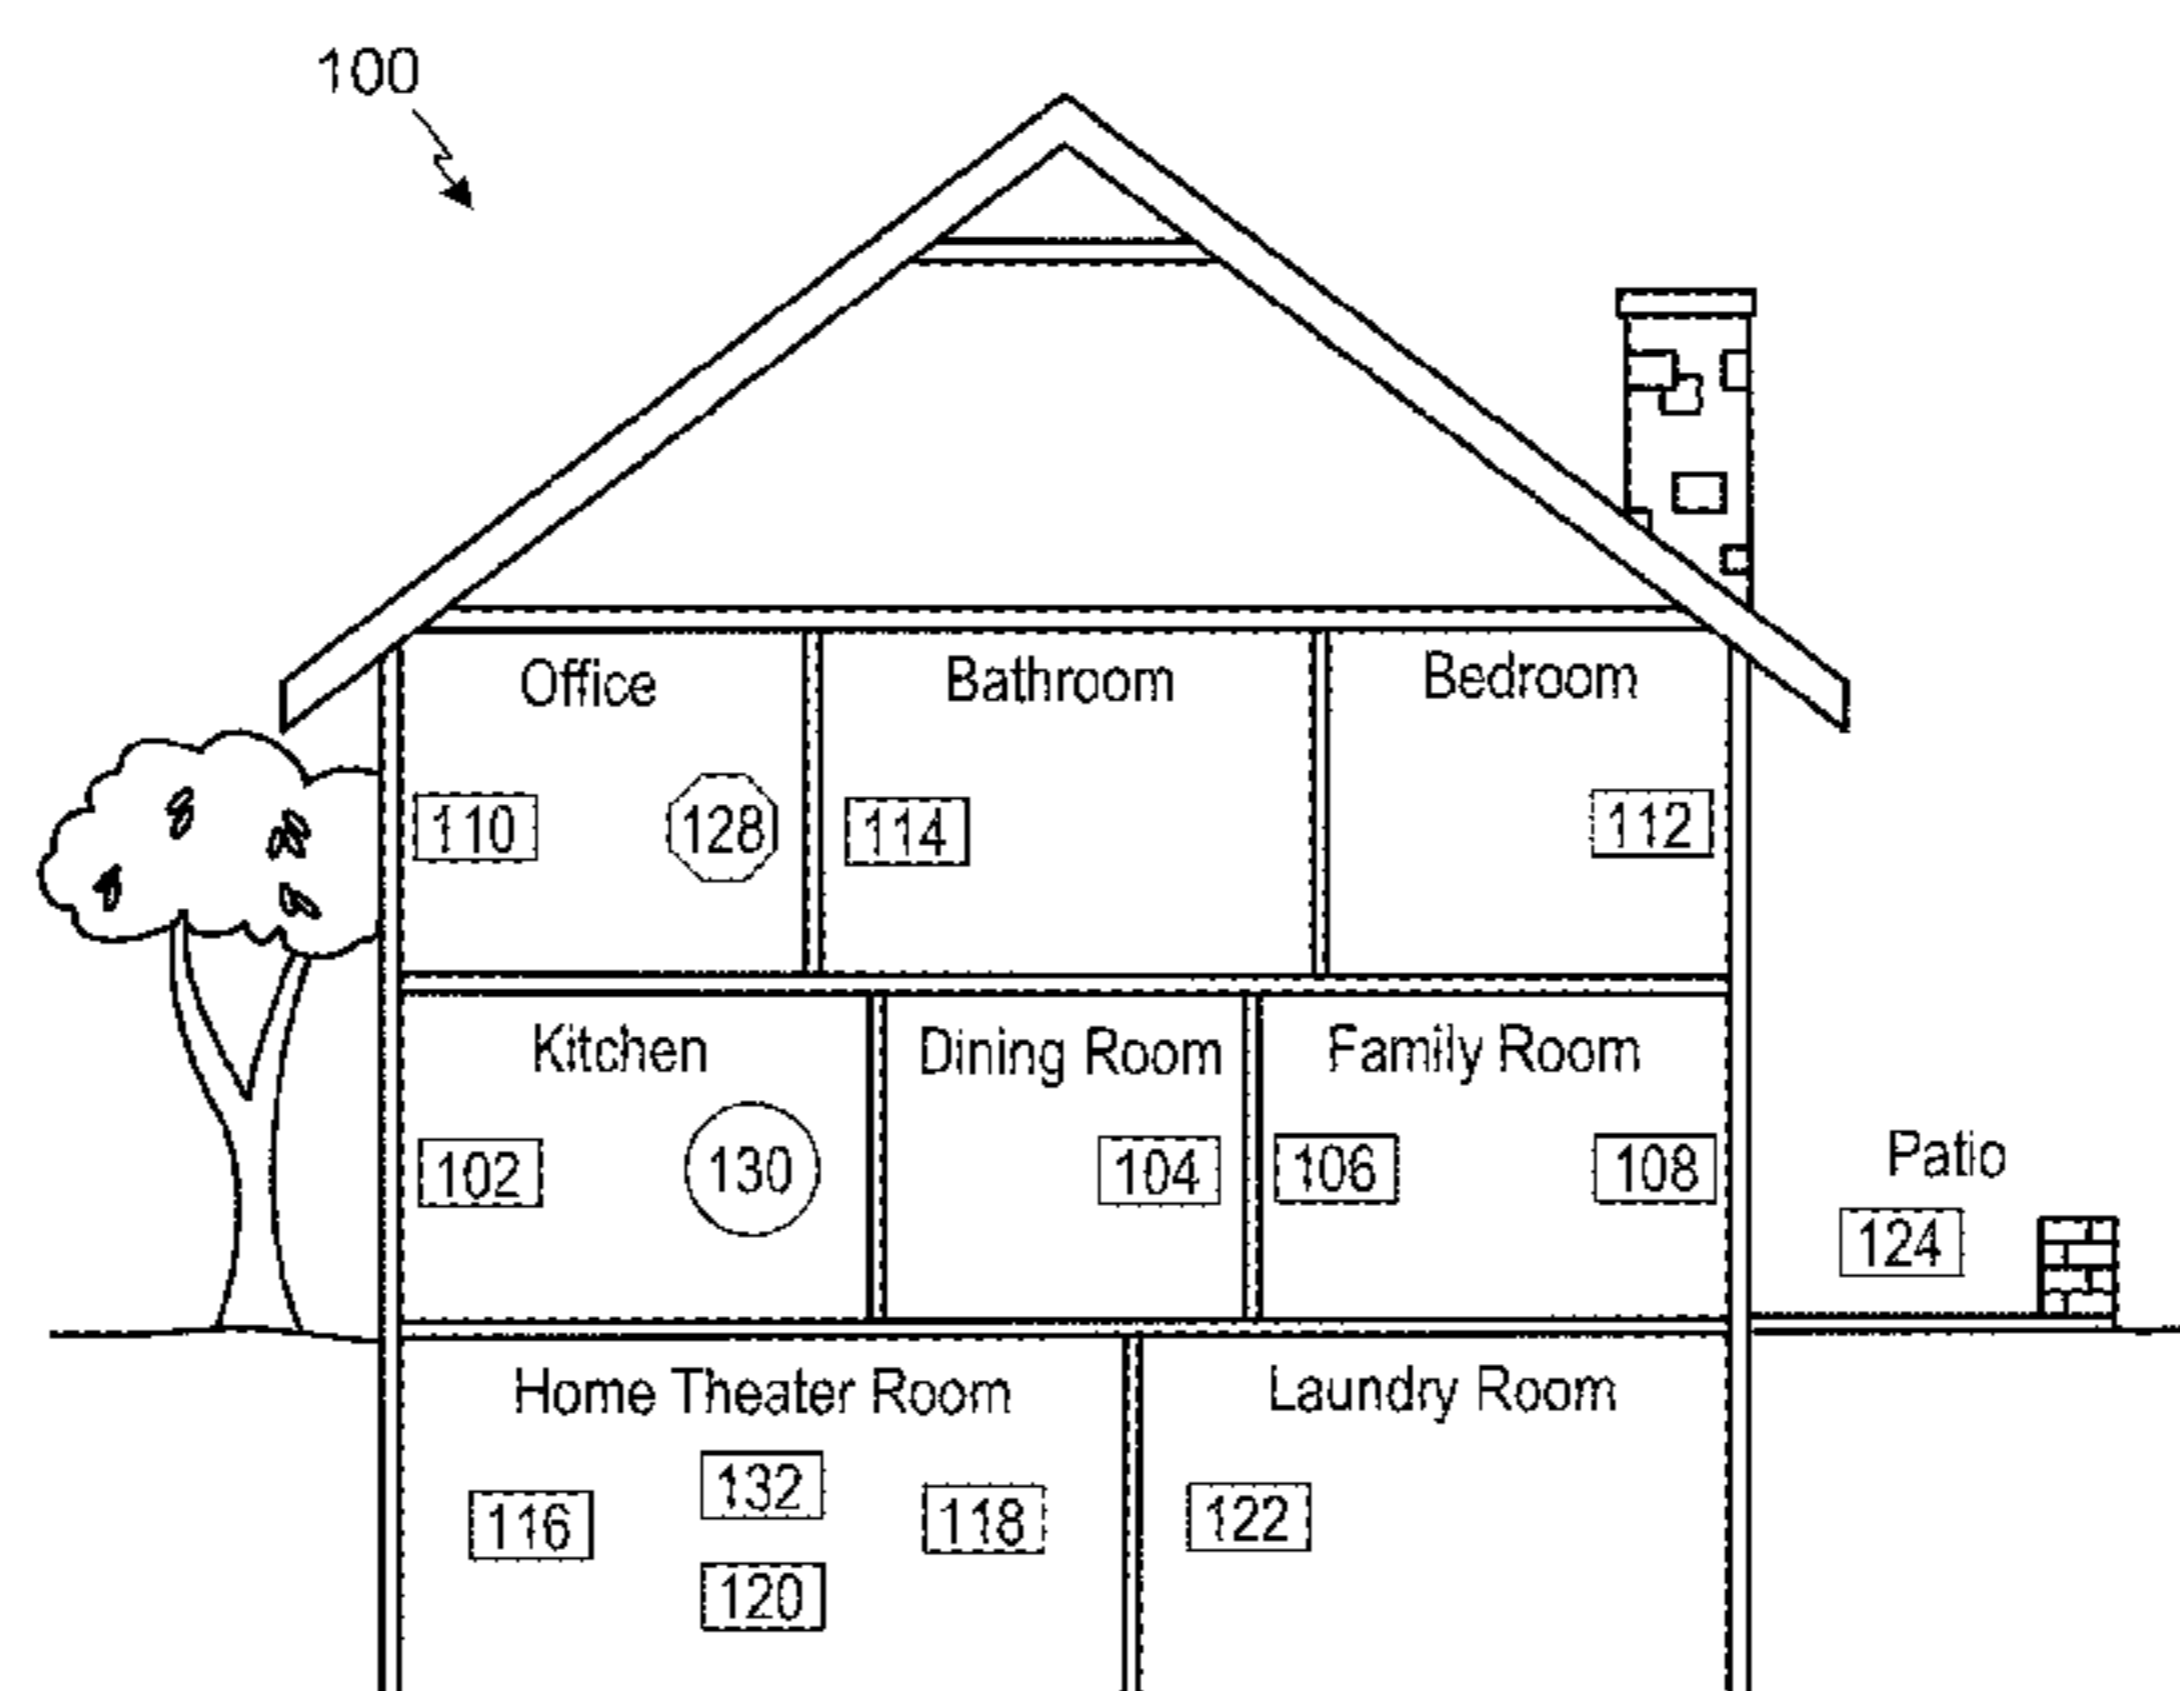 100
Office
Bathroom
Bedroom
110
128
114
112
Kitchen
Dining Room
Family Room
102
130
104
106
108
Patio
124
Home Theater Room
Laundry Room
116
132
118
120
122